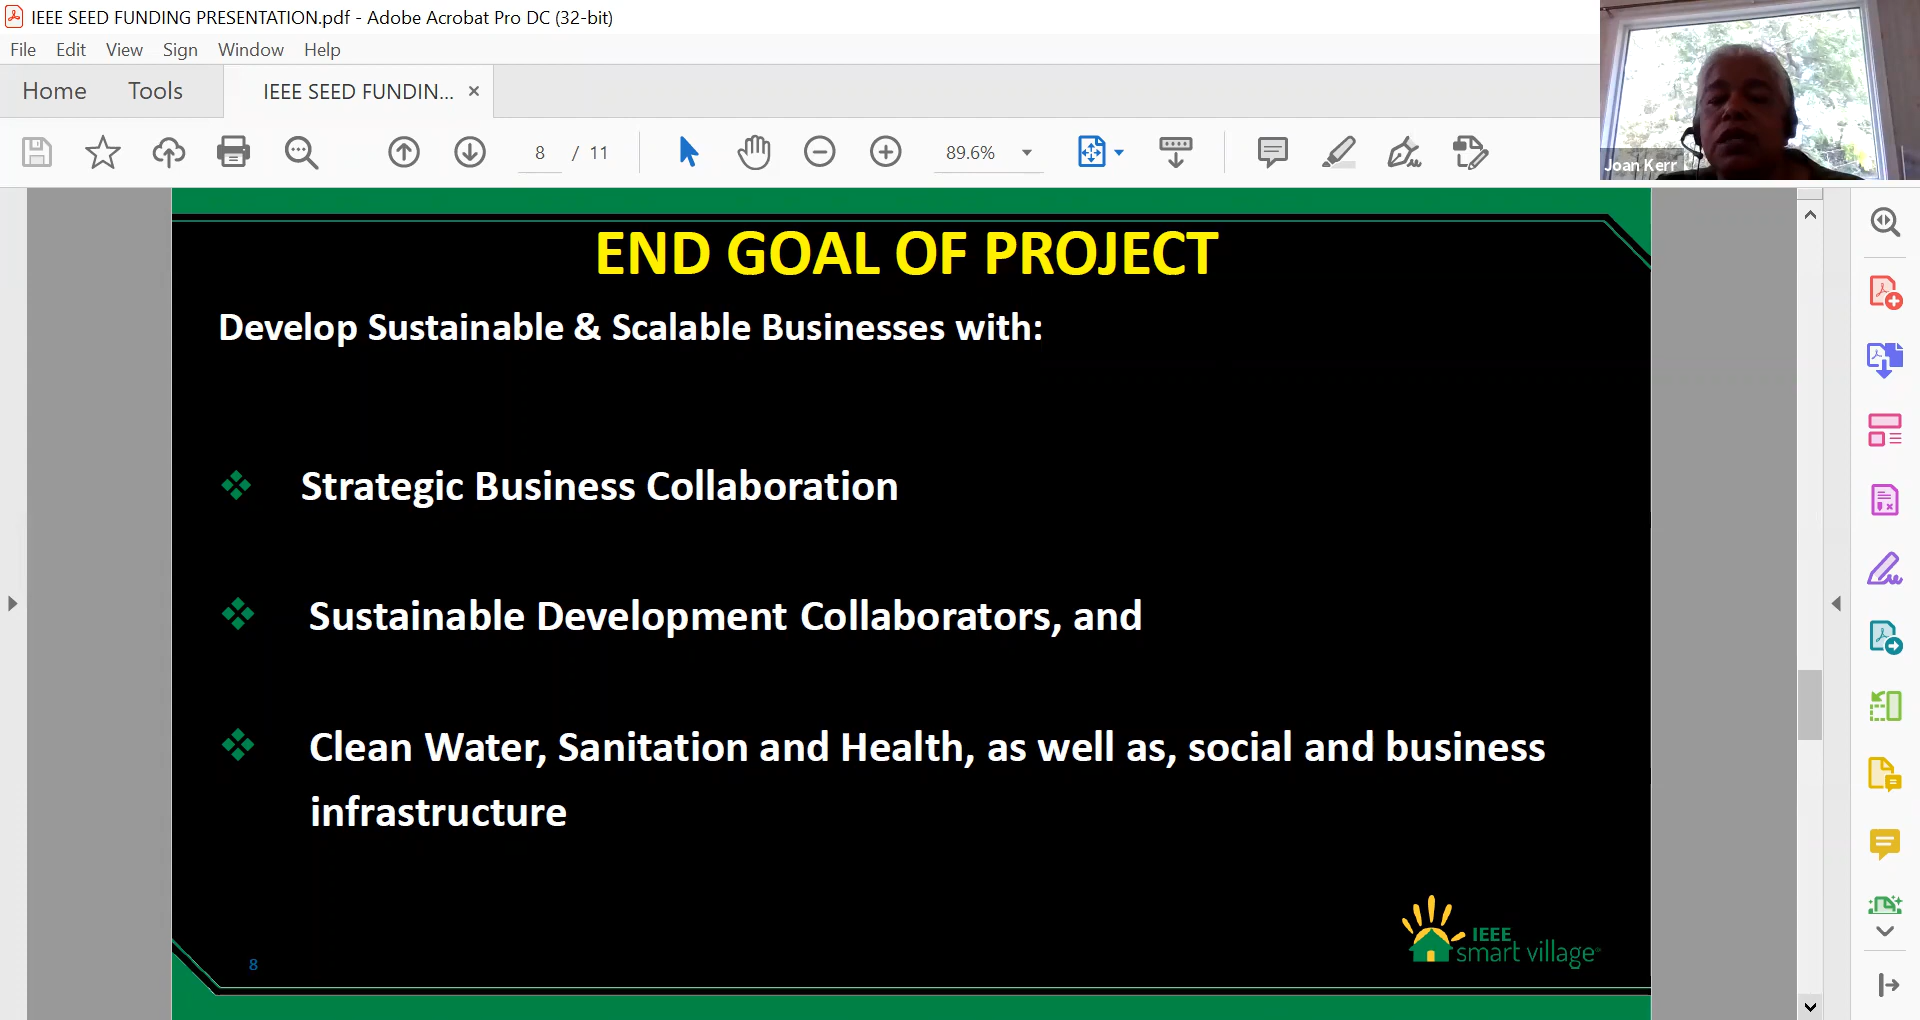 IEEE SEED FUNDING PRESENTATION.pdf - Adobe Acrobat Pro DC (32-bit)
File Edit View Sign Window Help
Home Tools IEEE SEED FUNDIN... ×
8 / 11 89.6%
Joan Kerr
END GOAL OF PROJECT
Develop Sustainable & Scalable Businesses with:
Strategic Business Collaboration
Sustainable Development Collaborators, and
Clean Water, Sanitation and Health, as well as, social and business
infrastructure
IEEE
smart village
8